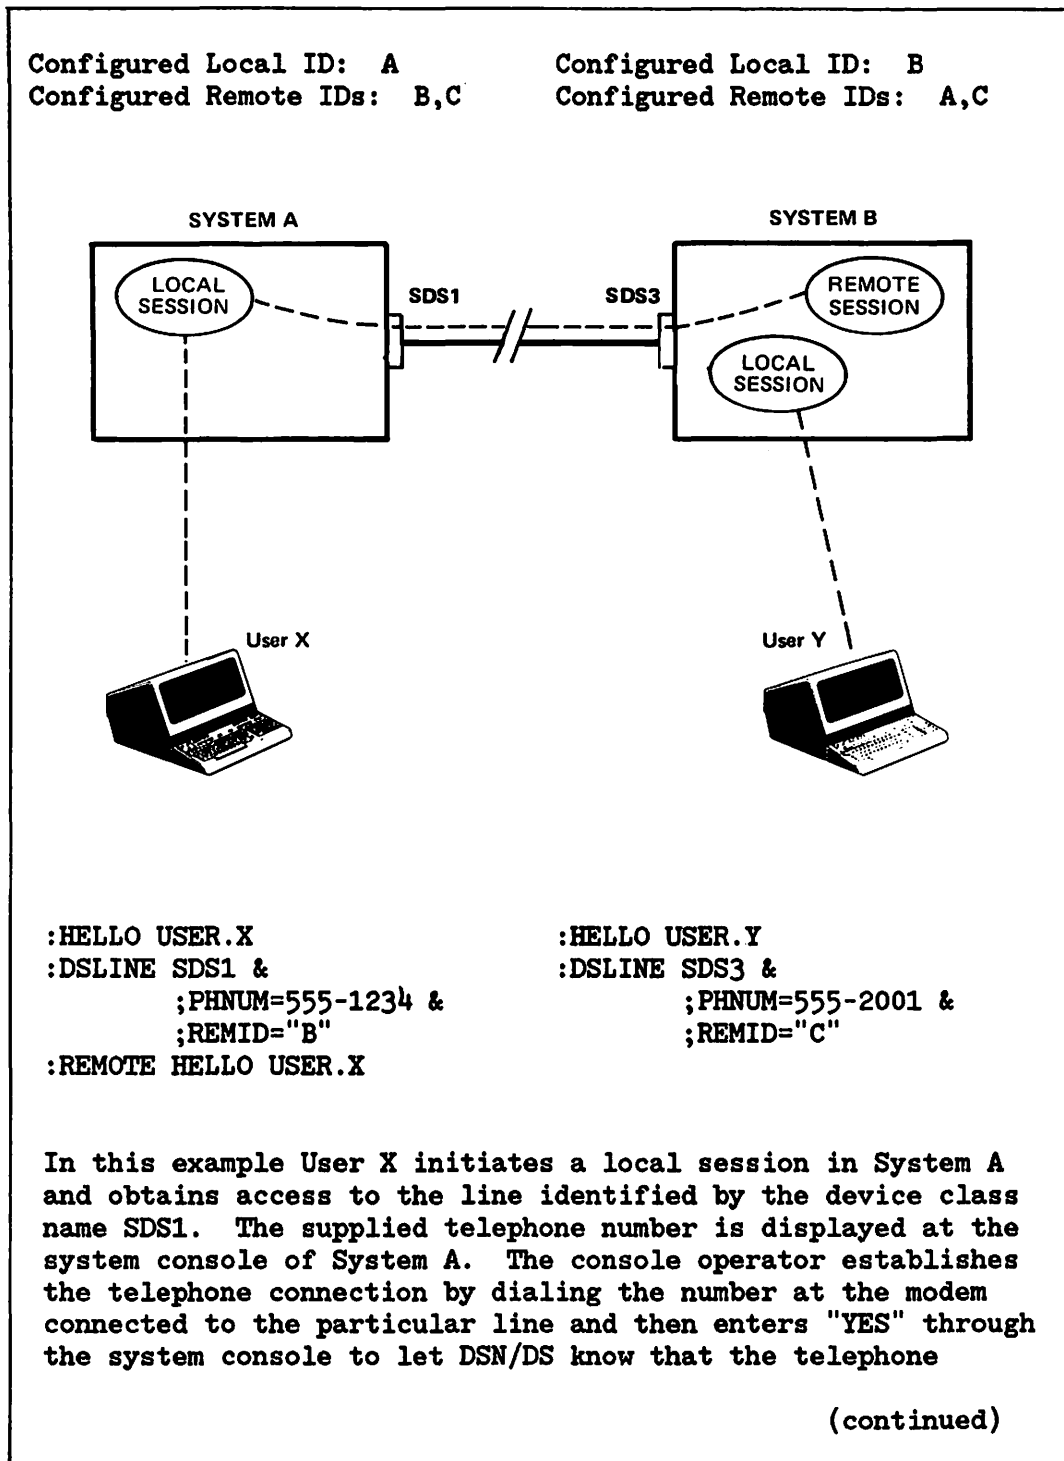 Configured Local ID:  A
Configured Remote IDs:  B,C
Configured Local ID:  B
Configured Remote IDs:  A,C
SYSTEM A
SYSTEM B
LOCAL
SESSION
SDS1
SDS3
REMOTE
SESSION
LOCAL
SESSION
User X
User Y
:HELLO USER.X
:DSLINE SDS1 &
;PHNUM=555-1234 &
;REMID="B"
:REMOTE HELLO USER.X
:HELLO USER.Y
:DSLINE SDS3 &
;PHNUM=555-2001 &
;REMID="C"
In this example User X initiates a local session in System A
and obtains access to the line identified by the device class
name SDS1.  The supplied telephone number is displayed at the
system console of System A.  The console operator establishes
the telephone connection by dialing the number at the modem
connected to the particular line and then enters "YES" through
the system console to let DSN/DS know that the telephone
(continued)